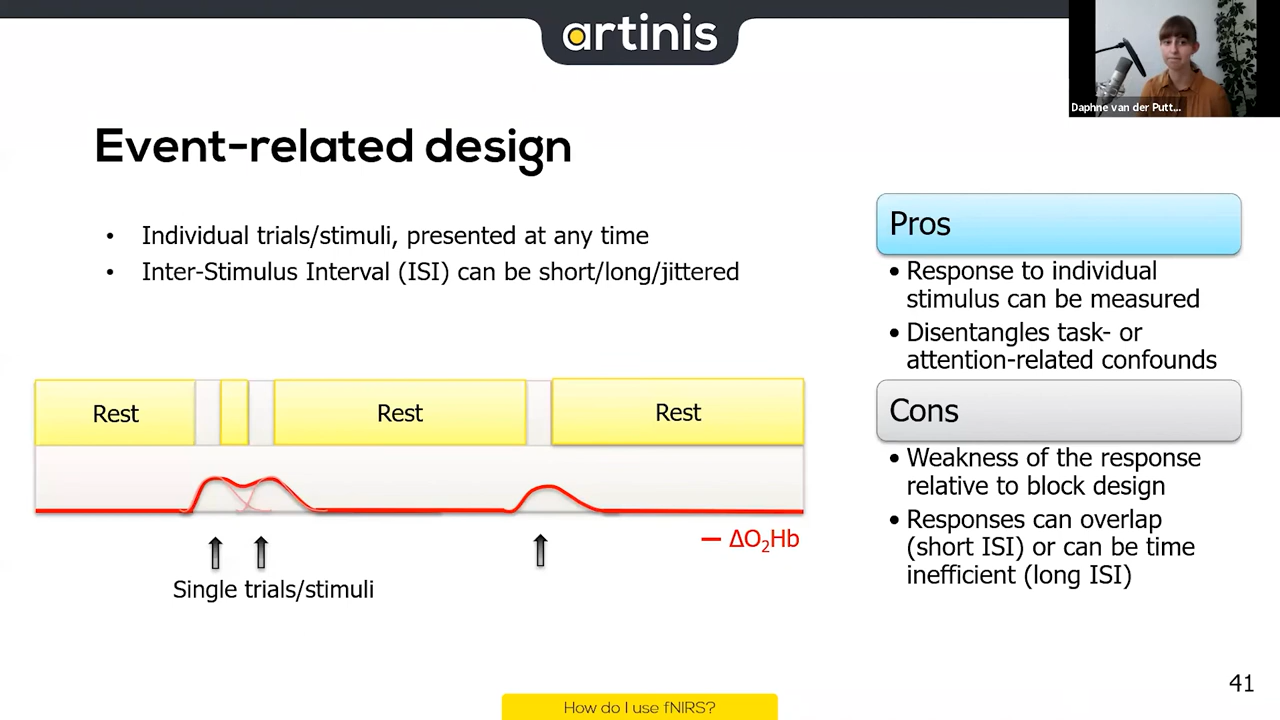 artinis
Daphne van der Putt...
Event-related design
• Individual trials/stimuli, presented at any time
• Inter-Stimulus Interval (ISI) can be short/long/jittered
Pros
• Response to individual
stimulus can be measured
• Disentangles task- or
attention-related confounds
Cons
• Weakness of the response
relative to block design
• Responses can overlap
(short ISI) or can be time
inefficient (long ISI)
Rest Rest Rest
ΔO₂Hb
Single trials/stimuli
41
How do I use fNIRS?